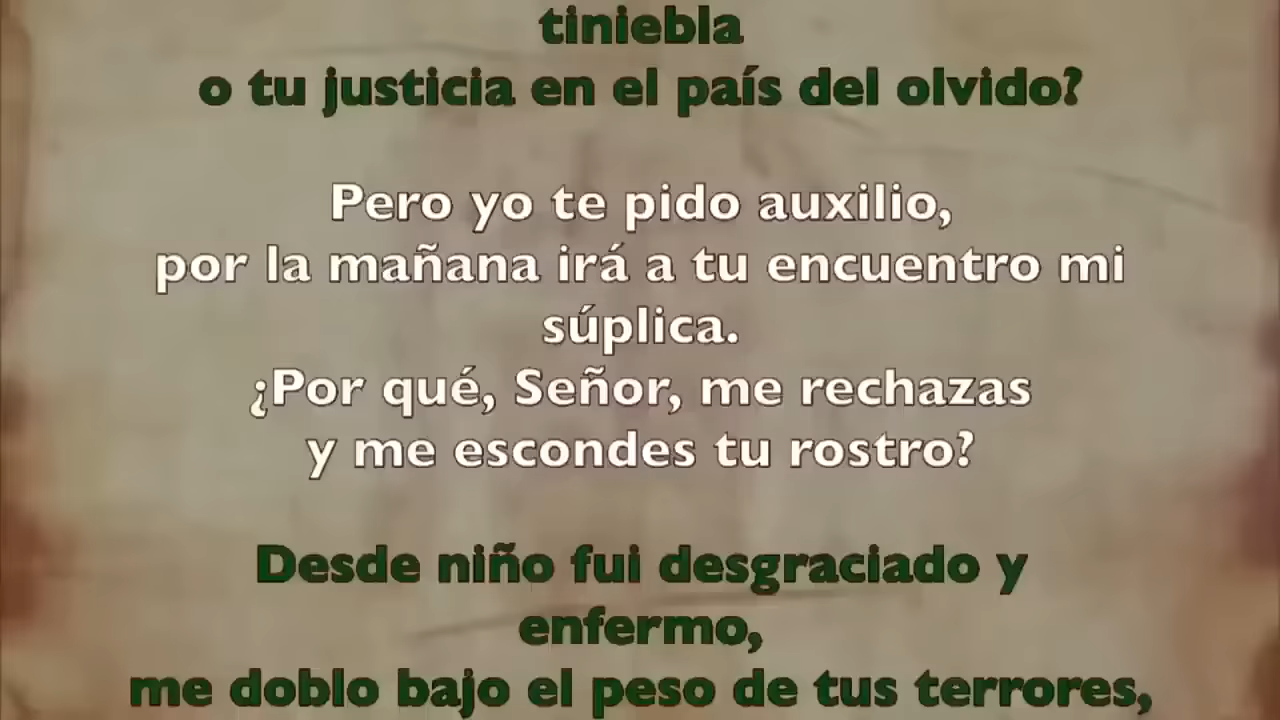 tiniebla
o tu justicia en el país del olvido?
Pero yo te pido auxilio,
por la mañana irá a tu encuentro mi
súplica.
¿Por qué, Señor, me rechazas
y me escondes tu rostro?
Desde niño fui desgraciado y
enfermo,
me doblo bajo el peso de tus terrores,